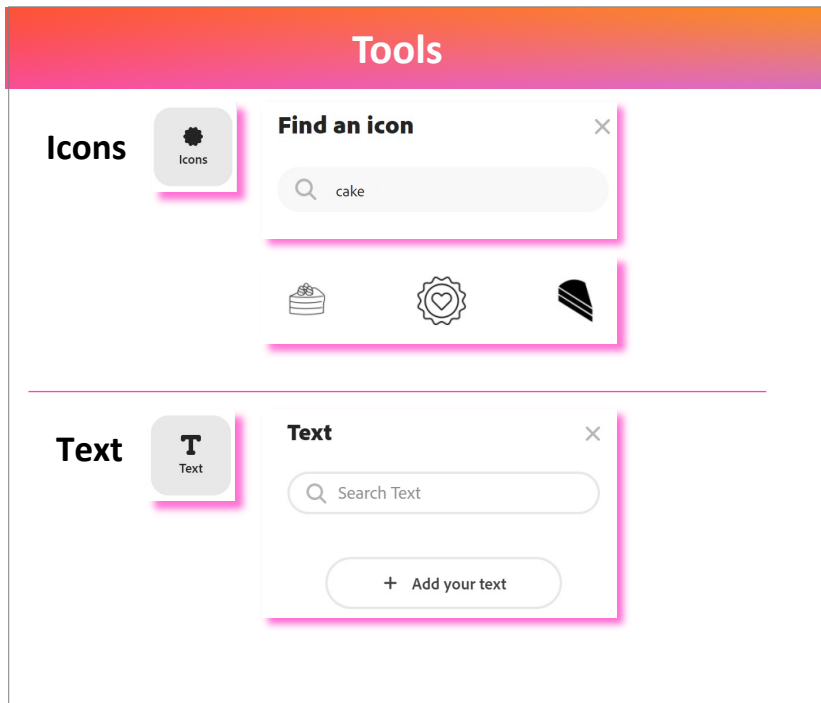 Tools
Icons
Icons
Find an icon
cake
Text
Text
Text
Search Text
+ Add your text